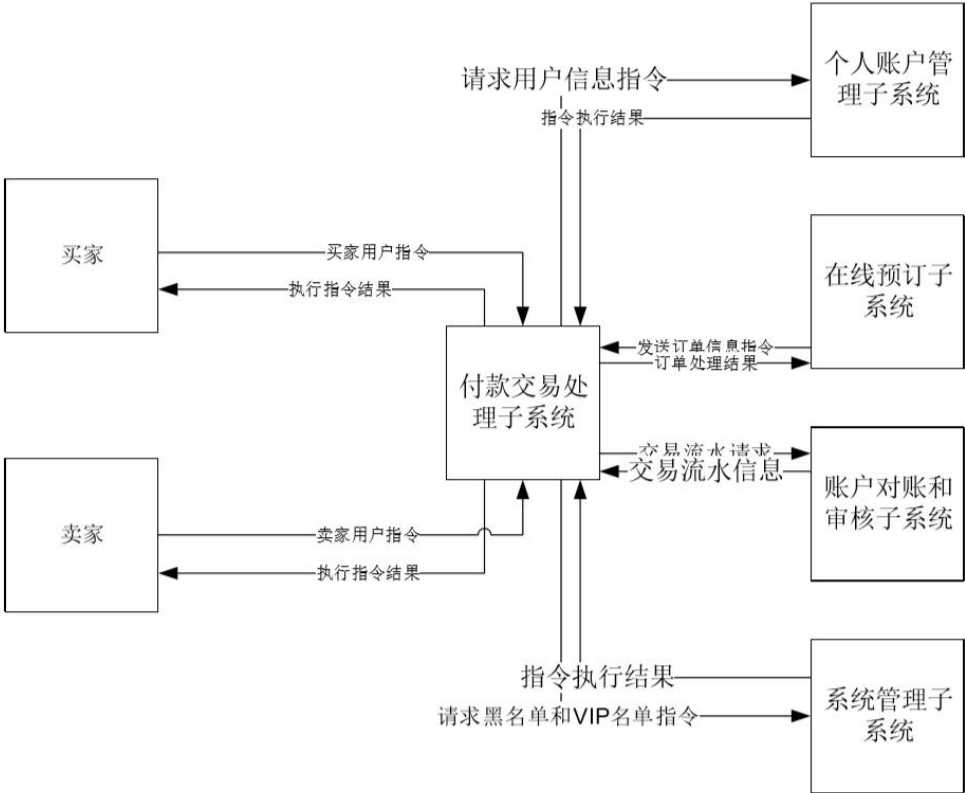 个人账户管
理子系统
请求用户信息指令
指令执行结果
买家
买家用户指令
执行指令结果
在线预订子
系统
发送订单信息指令
订单处理结果
付款交易处
理子系统
交易流水请求
交易流水信息
账户对账和
审核子系统
卖家
卖家用户指令
执行指令结果
指令执行结果
请求黑名单和VIP名单指令
系统管理子
系统